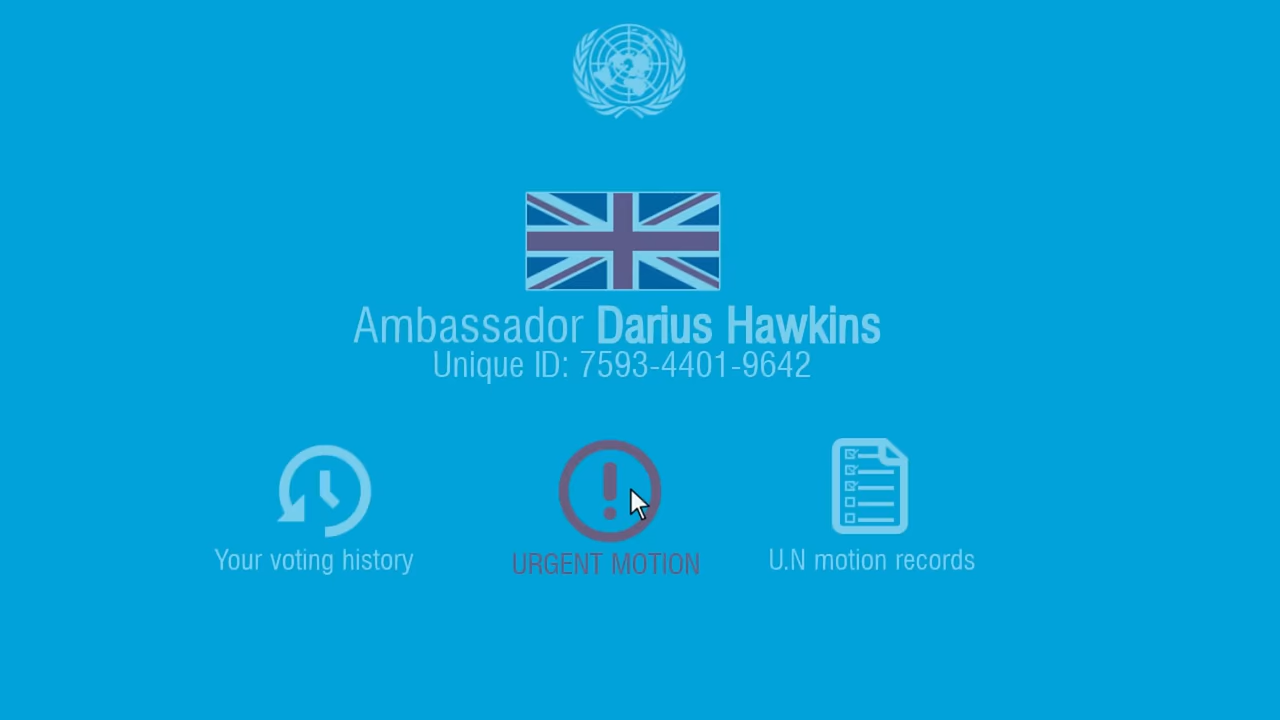 Ambassador Darius Hawkins
Unique ID: 7593-4401-9642
Your voting history
URGENT MOTION
U.N motion records